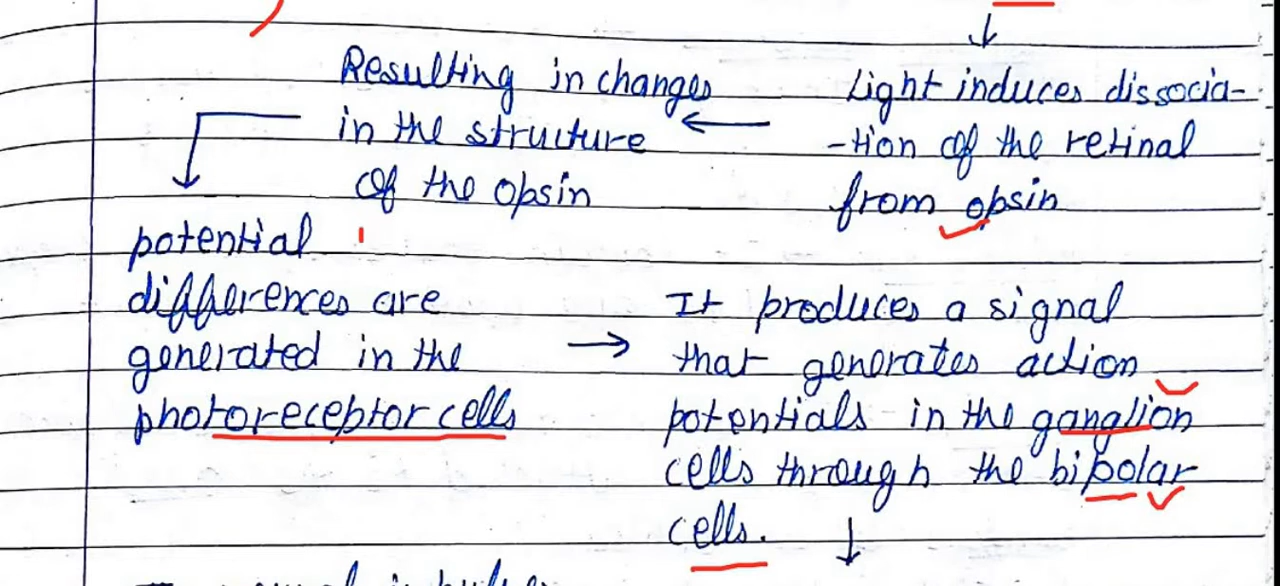 Light induces dissocia-
-tion of the retinal
from opsin
Resulting in changes
in the structure
of the opsin
potential
differences are
generated in the
photoreceptor cells
It produces a signal
that generates action
potentials in the ganglion
cells through the bipolar
cells.